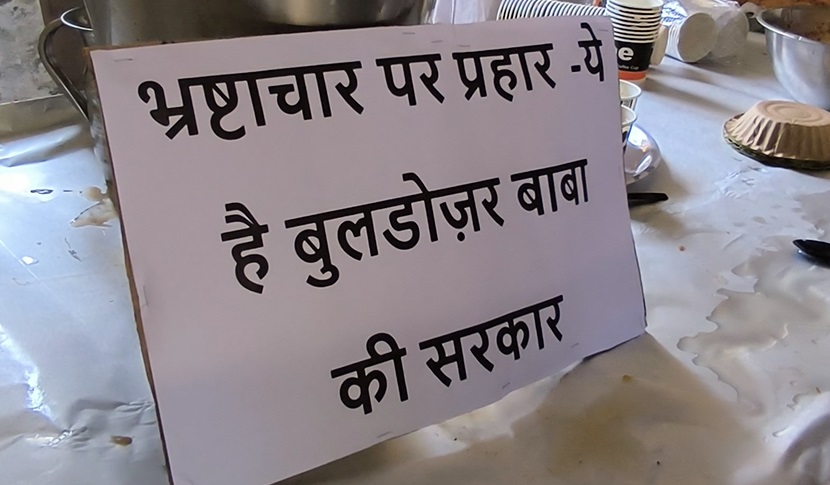 भ्रष्टाचार पर प्रहार -ये
है बुलडोज़र बाबा
की सरकार
e